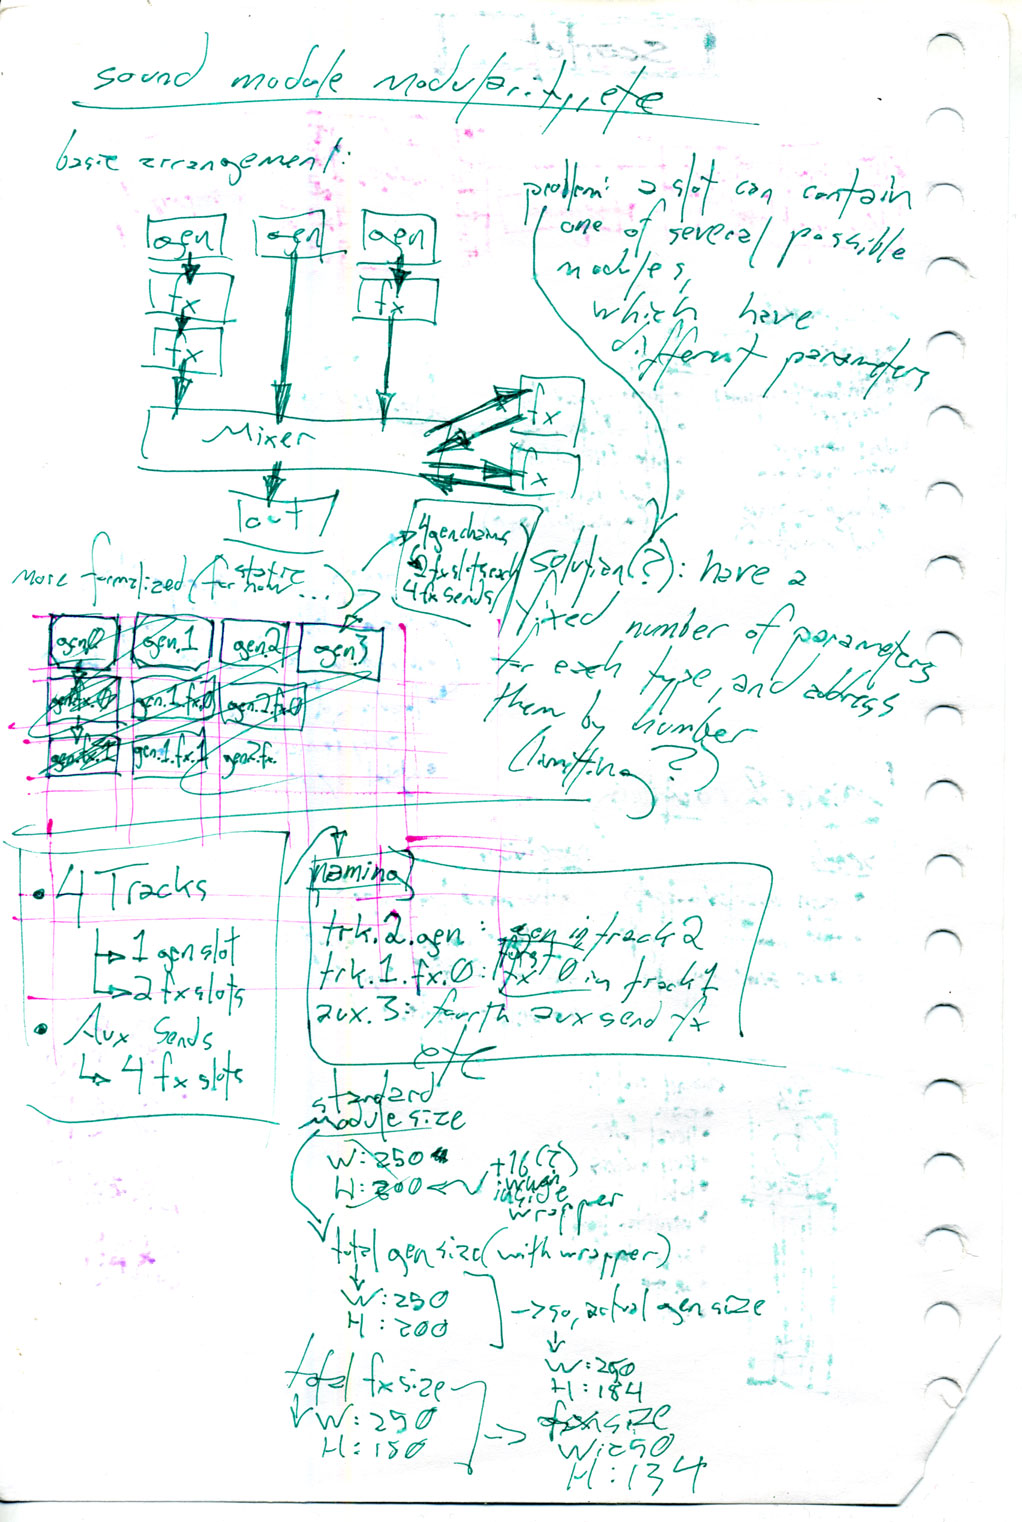 sound module modularity, etc
basic arrangement:
problem: a slot can contain
one of several possible
modules,
which have
different parameters
gen gen gen
fx fx
fx
Mixer
fx
fx
out
4 gen chains
2 fx slots each
4 fx sends
more formalized (static
for now...)
solution(?): have a
fixed number of parameters
for each type, and address
them by number
(limiting?)
gen.0 gen.1 gen.2 gen.3
gen.fx.0 gen.1.fx.0 gen.2.fx.0
gen.fx.1 gen.1.fx.1 gen2.fx.
• 4 Tracks
1 gen slot
2 fx slots
• Aux Sends
4 fx slots
naming
trk.2.gen: gen in track 2
trk.1.fx.0: first fx 0 in track 1
aux.3: fourth aux send fx
etc
standard
module size
W:250
H:200
+16(?)
when
inside
wrapper
total gen size (with wrapper)
W:250
H:200
so, actual gen size
W:250
H:184
total fx size
W:250
H:150
fx size
W:250
H:134